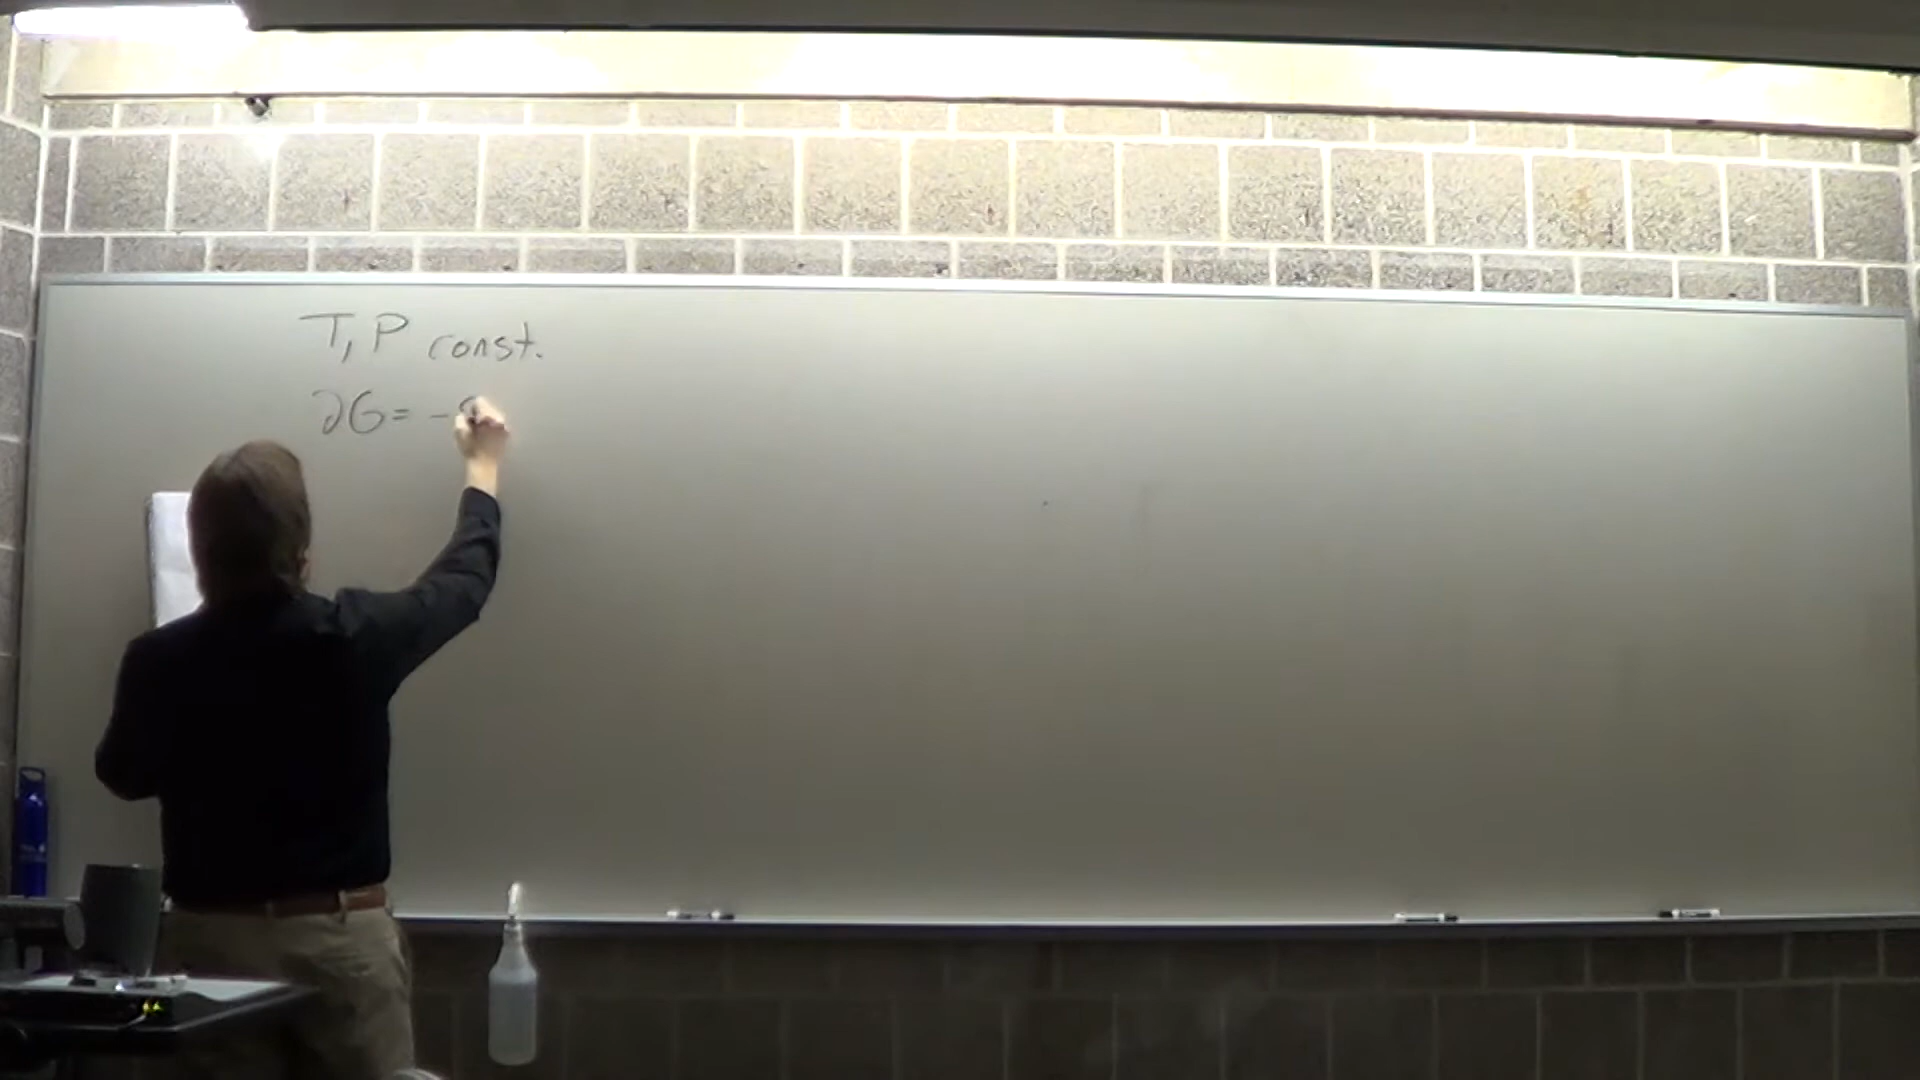 T, P const.
∂G = -